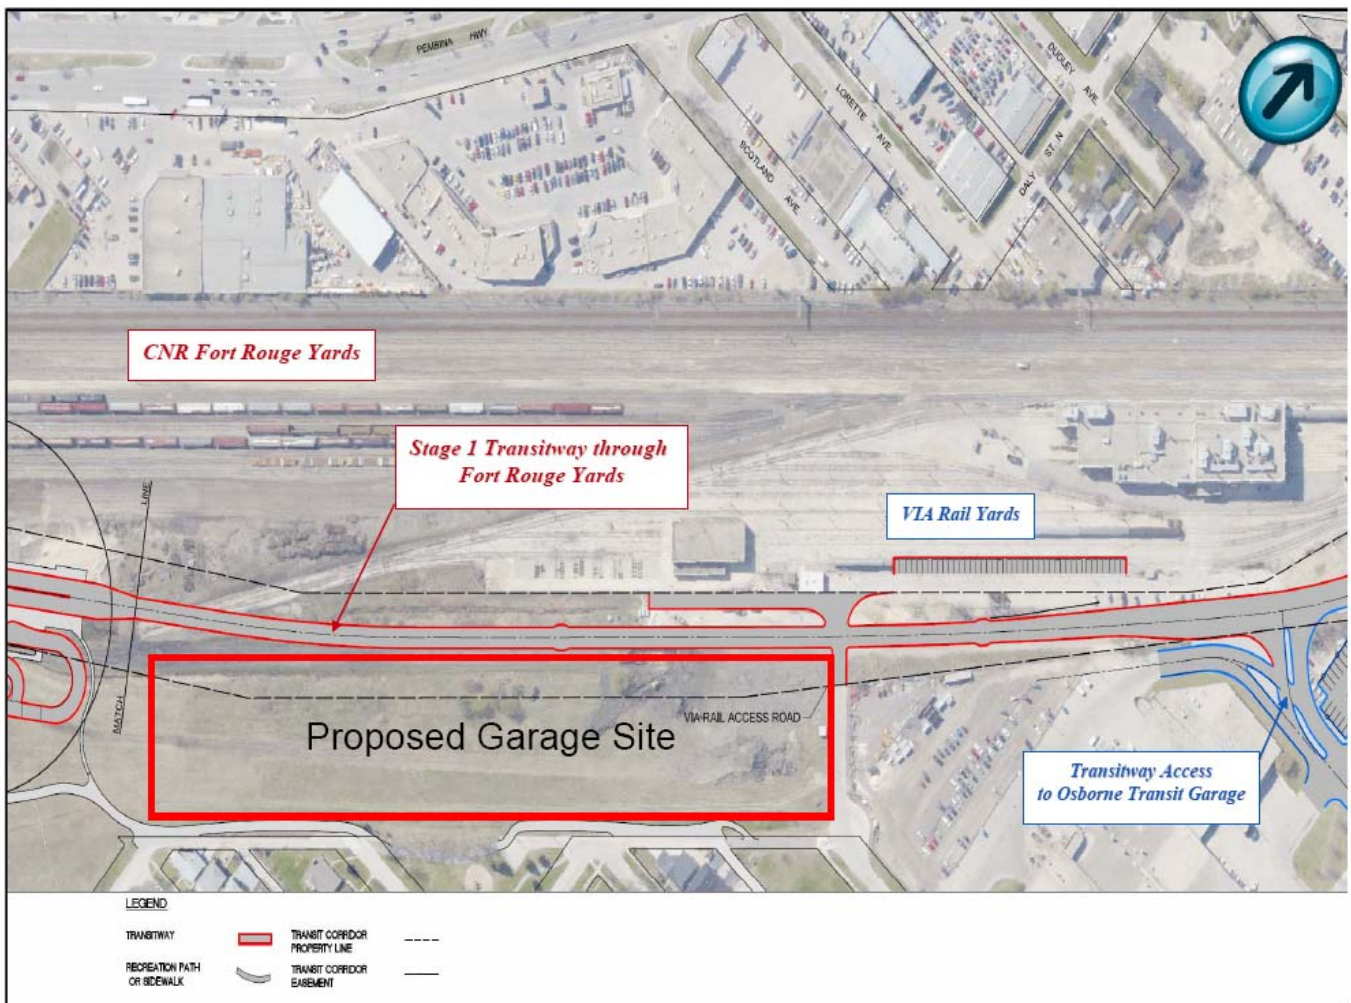 PEMBINA HWY
DUDLEY AVE.
LORETTE AVE.
SCOTLAND AVE.
DALY ST. N
CNR Fort Rouge Yards
Stage 1 Transitway through
Fort Rouge Yards
VIA Rail Yards
MATCH LINE
VIA RAIL ACCESS ROAD
Proposed Garage Site
Transitway Access
to Osborne Transit Garage
LEGEND
TRANSITWAY
TRANSIT CORRIDOR
PROPERTY LINE
RECREATION PATH
OR SIDEWALK
TRANSIT CORRIDOR
EASEMENT